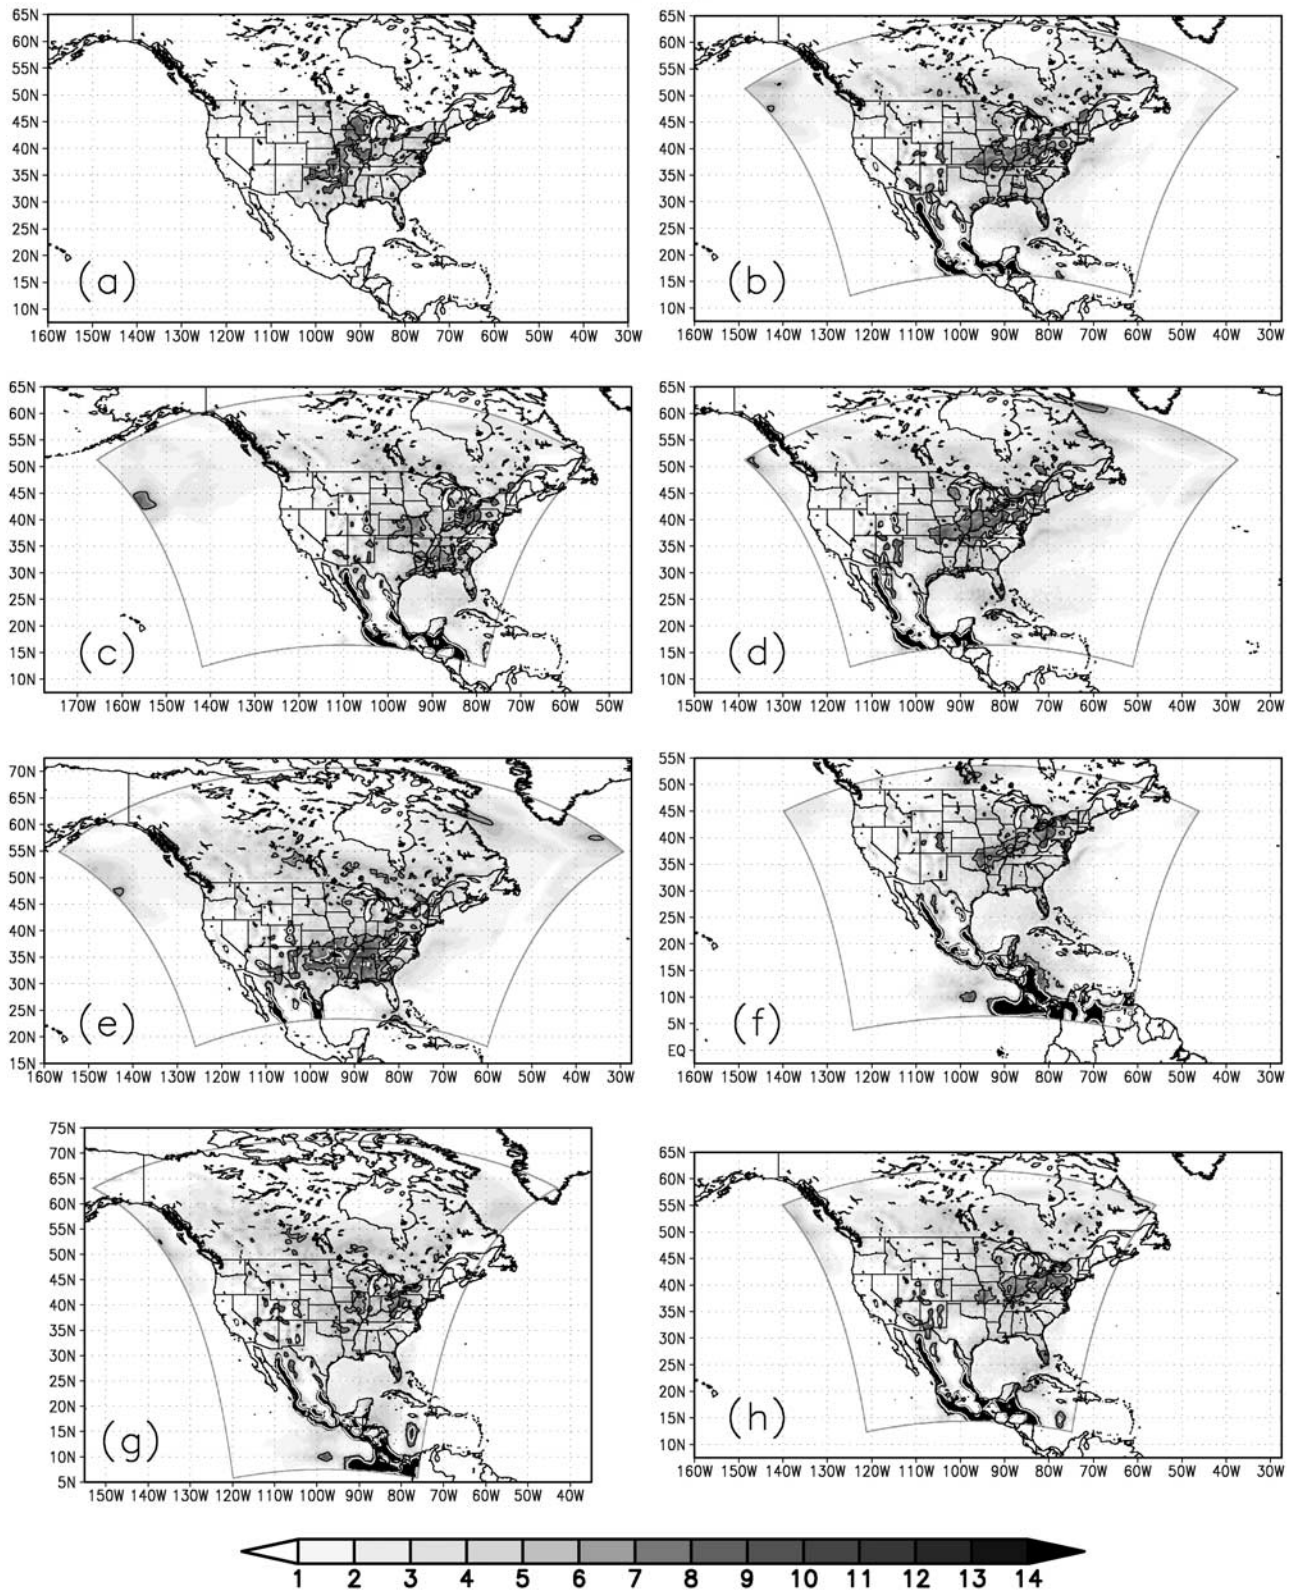 65N 65N
60N 60N
55N 55N
50N 50N
45N 45N
40N 40N
35N 35N
30N 30N
25N 25N
20N 20N
15N (a) 15N (b)
10N 10N
160W 150W 140W 130W 120W 110W 100W 90W 80W 70W 60W 50W 40W 30W 160W 150W 140W 130W 120W 110W 100W 90W 80W 70W 60W 50W 40W 30W
65N 65N
60N 60N
55N 55N
50N 50N
45N 45N
40N 40N
35N 35N
30N 30N
25N 25N
20N 20N
15N (c) 15N (d)
10N 10N
170W 160W 150W 140W 130W 120W 110W 100W 90W 80W 70W 60W 50W 150W 140W 130W 120W 110W 100W 90W 80W 70W 60W 50W 40W 30W 20W
70N 55N
65N 50N
60N 45N
55N 40N
50N 35N
45N 30N
40N 25N
35N 20N
30N 15N
25N 10N
20N (e) 5N (f)
15N EQ
160W 150W 140W 130W 120W 110W 100W 90W 80W 70W 60W 50W 40W 30W 160W 150W 140W 130W 120W 110W 100W 90W 80W 70W 60W 50W 40W 30W
75N 65N
70N 60N
65N 55N
60N 50N
55N 45N
50N 40N
45N 35N
40N 30N
35N 25N
30N 20N
25N 15N (h)
20N 10N
15N
10N (g)
5N
150W 140W 130W 120W 110W 100W 90W 80W 70W 60W 50W 40W 160W 150W 140W 130W 120W 110W 100W 90W 80W 70W 60W 50W 40W 30W
1 2 3 4 5 6 7 8 9 10 11 12 13 14